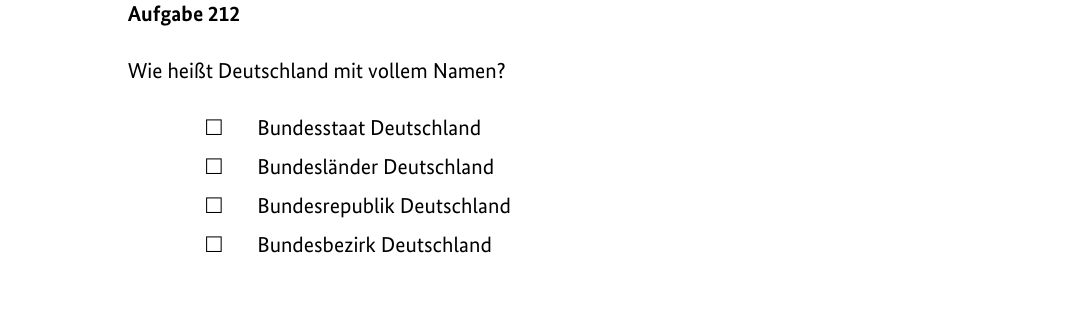 Aufgabe 212
Wie heißt Deutschland mit vollem Namen?
☐ Bundesstaat Deutschland
☐ Bundesländer Deutschland
☐ Bundesrepublik Deutschland
☐ Bundesbezirk Deutschland